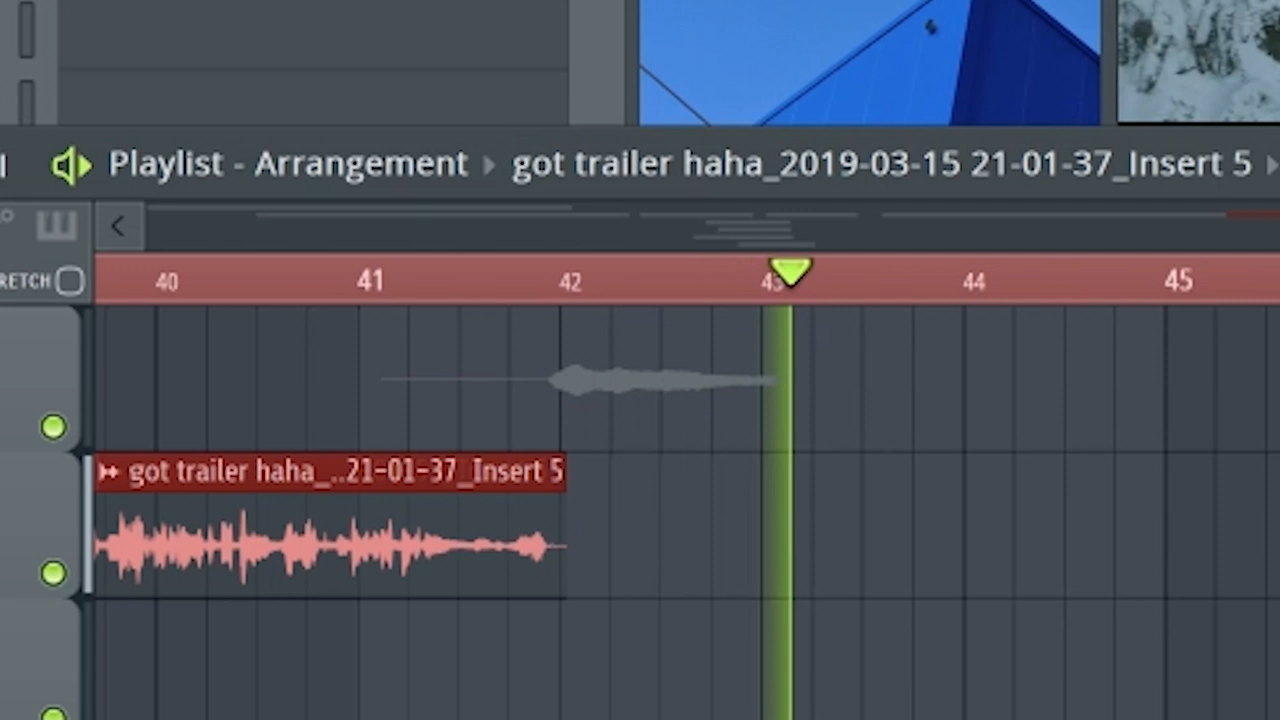 Playlist - Arrangement got trailer haha_2019-03-15 21-01-37_Insert 5
RETCH 40 41 42 43 44 45
got trailer haha_..21-01-37_Insert 5